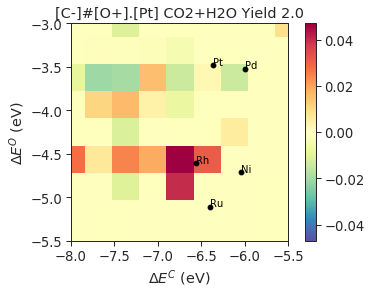 [C-]#[O+].[Pt] CO2+H2O Yield 2.0
−3.0
−3.5
−4.0
−4.5
−5.0
−5.5
ΔE^O (eV)
Pt
Pd
Rh
Ni
Ru
−8.0 −7.5 −7.0 −6.5 −6.0 −5.5
ΔE^C (eV)
0.04
0.02
0.00
−0.02
−0.04